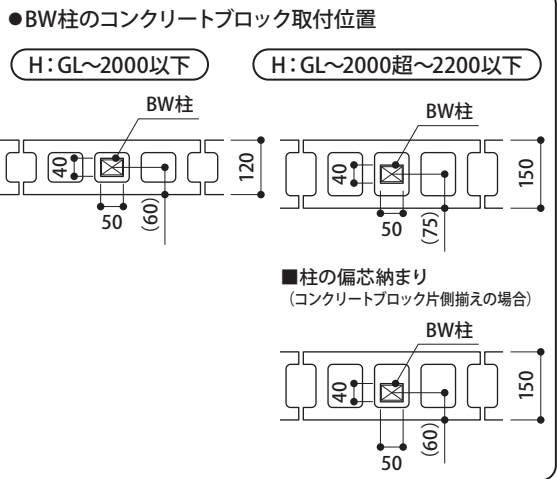 ●BW柱のコンクリートブロック取付位置
H：GL～2000以下
H：GL～2000超～2200以下
BW柱
40
120
50
(60)
BW柱
40
150
50
(75)
■柱の偏芯納まり
（コンクリートブロック片側揃えの場合）
BW柱
40
150
50
(60)